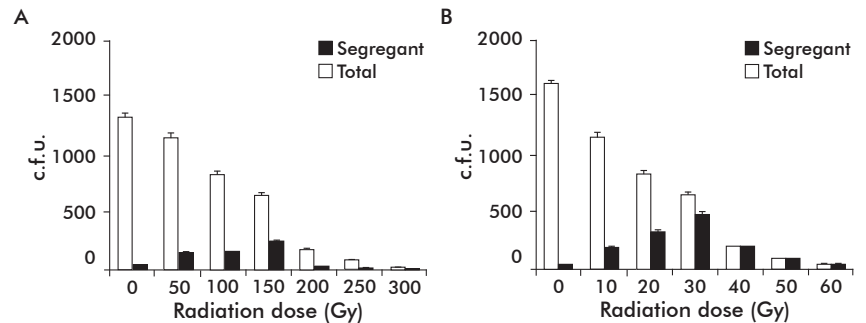 A
2000
1500
1000
500
0
c.f.u.
Segregant
Total
0 50 100 150 200 250 300
Radiation dose (Gy)
B
2000
1500
1000
500
0
c.f.u.
Segregant
Total
0 10 20 30 40 50 60
Radiation dose (Gy)